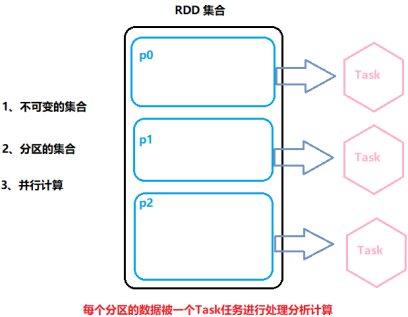 RDD 集合
p0
Task
1、不可变的集合
p1
2、分区的集合
Task
3、并行计算
p2
Task
每个分区的数据被一个Task任务进行处理分析计算